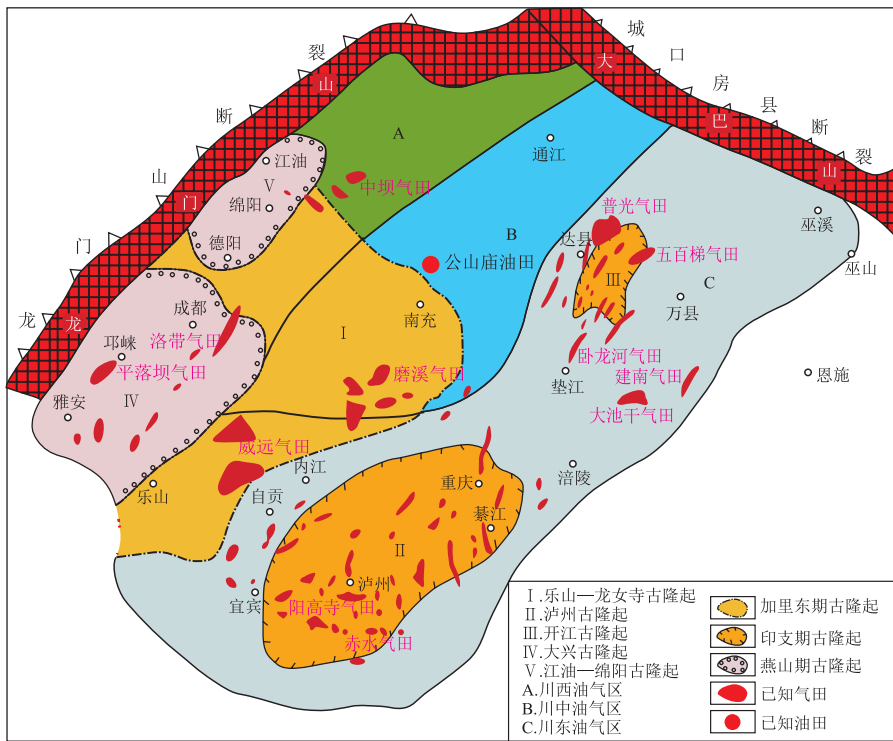 城
口
房
县
断
裂
大
巴
山
裂
断
山
门
龙
山
门
龙
A
通江
江油
V
中坝气田
绵阳
普光气田
巫溪
B
德阳
达县
五百梯气田
巫山
公山庙油田
III
C
成都
南充
万县
I
洛带气田
邛崃
卧龙河气田
平落坝气田
磨溪气田
垫江
建南气田
恩施
雅安
IV
大池干气田
威远气田
内江
涪陵
乐山
自贡
重庆
綦江
II
泸州
宜宾
阳高寺气田
赤水气田
I.乐山—龙女寺古隆起
II.泸州古隆起
III.开江古隆起
IV.大兴古隆起
V.江油—绵阳古隆起
A.川西油气区
B.川中油气区
C.川东油气区
加里东期古隆起
印支期古隆起
燕山期古隆起
已知气田
已知油田